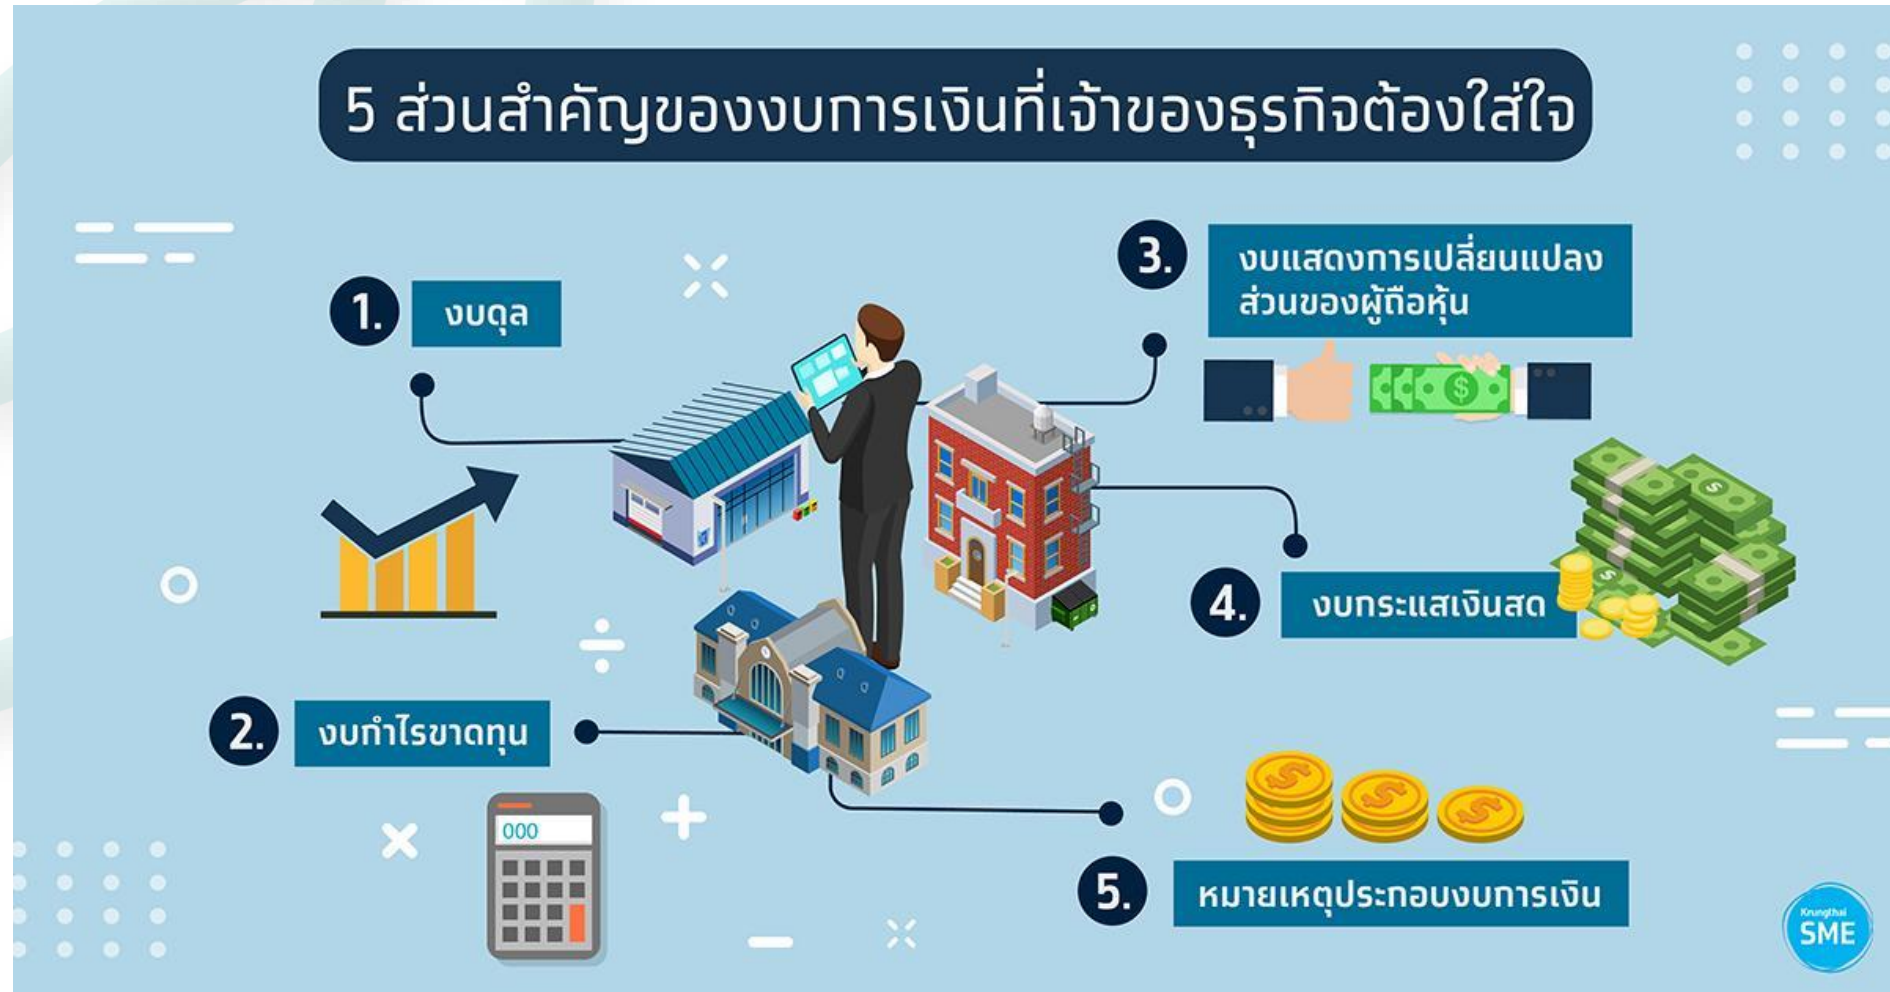 5 ส่วนสำคัญของงบการเงินที่เจ้าของธุรกิจต้องใส่ใจ
1. งบดุล
2. งบกำไรขาดทุน
000
3. งบแสดงการเปลี่ยนแปลง
ส่วนของผู้ถือหุ้น
4. งบกระแสเงินสด
5. หมายเหตุประกอบงบการเงิน
Krungthai
SME